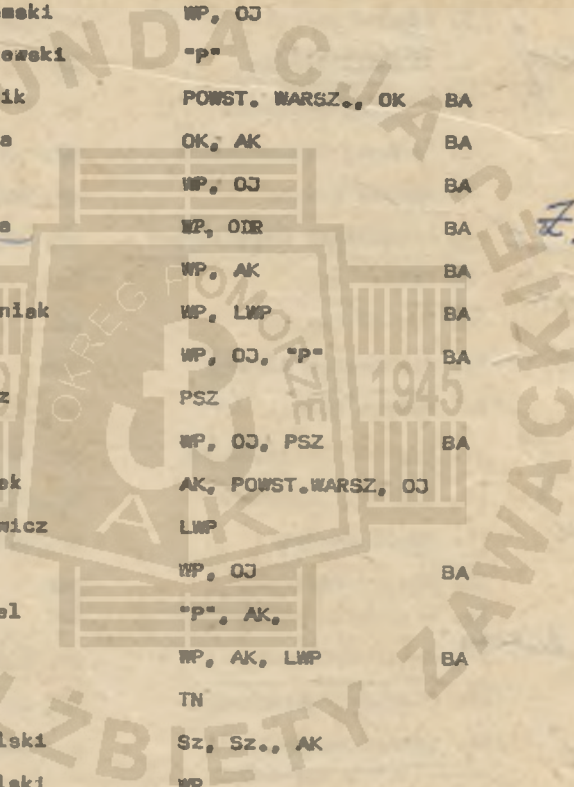 omski WP, OJ
ewski "P"
ik POWST. WARSZ., OK BA
a OK, AK BA
WP, OJ BA
a WP, ODR BA
WP, AK BA
niak WP, LWP BA
WP, OJ, "P" BA
z PSZ
WP, OJ, PSZ BA
ek AK, POWST.WARSZ, OJ
wicz LWP
WP, OJ BA
el "P", AK,
WP, AK, LWP BA
TN
lski Sz, Sz., AK
lski WP
FUNDACJA
ELŻBIETY ZAWACKIEJ
OKRĘG POMORZE
AK
1945